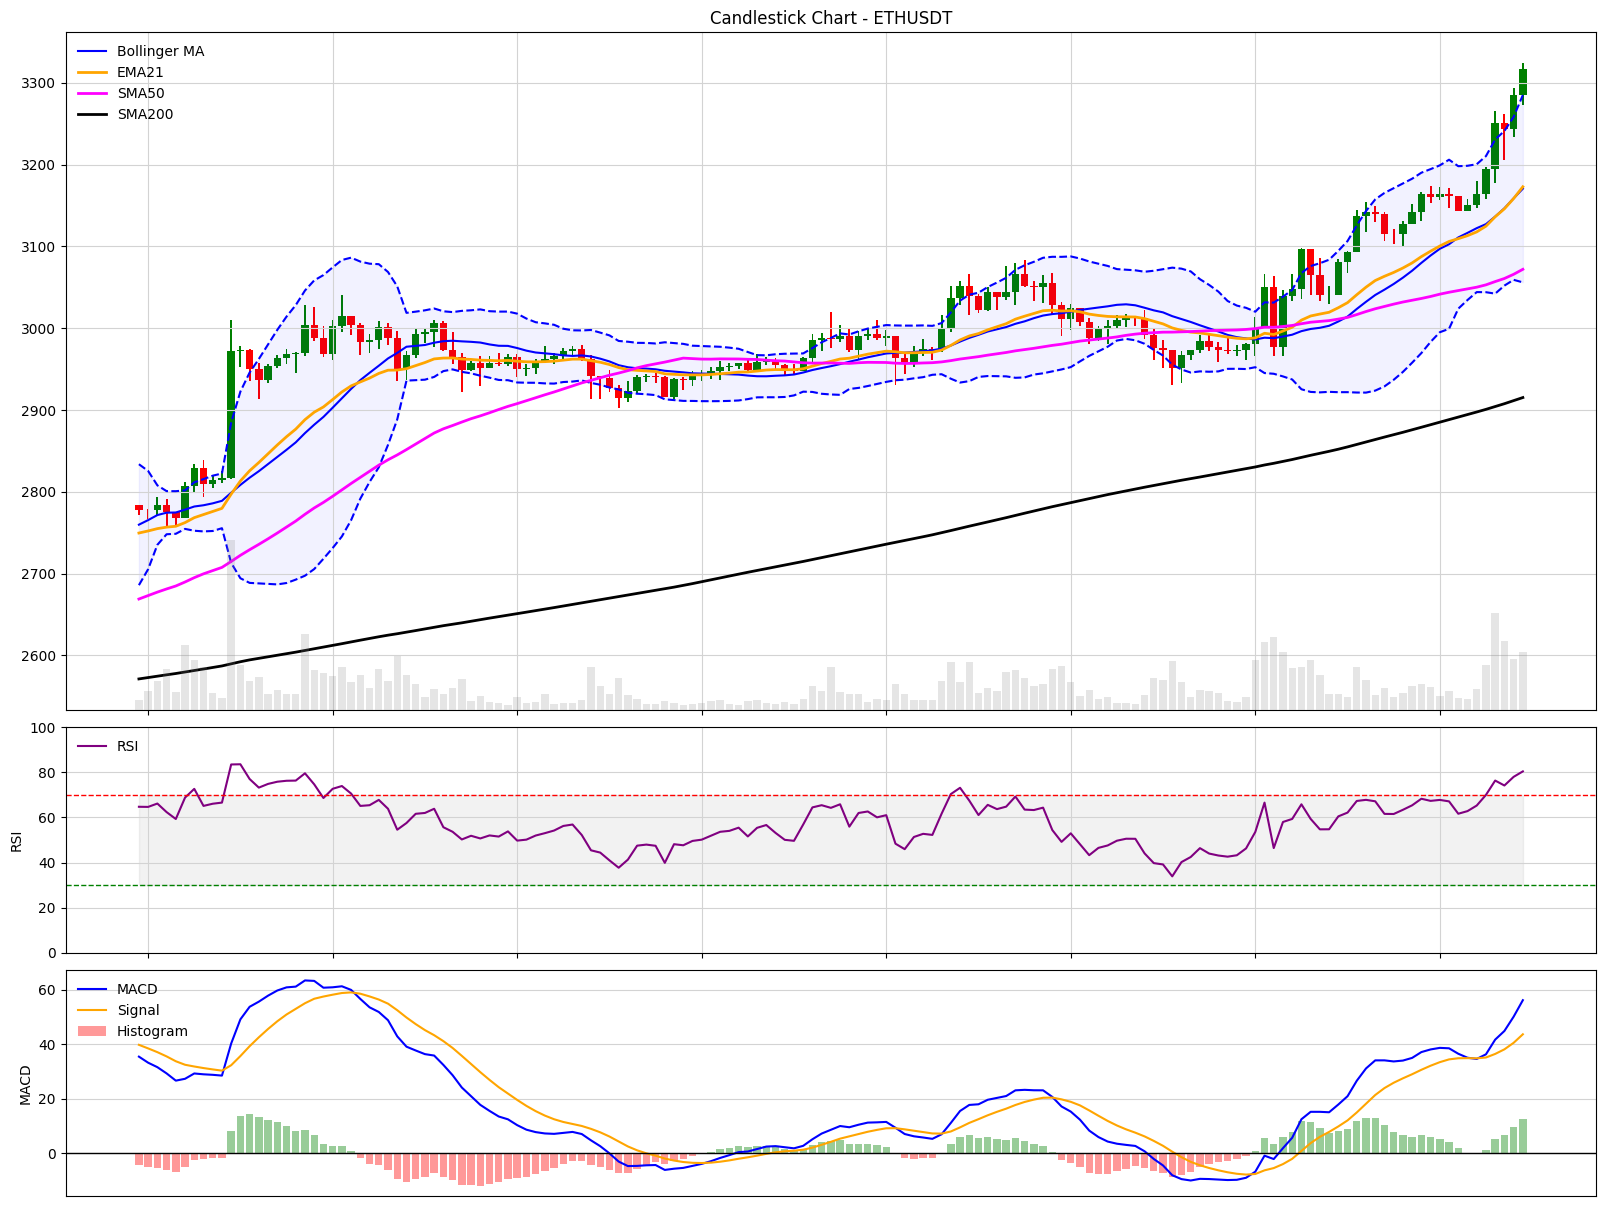 Candlestick Chart - ETHUSDT
Bollinger MA
EMA21
SMA50
SMA200
3300
3200
3100
3000
2900
2800
2700
2600
RSI
100
80
60
40
20
0
RSI
MACD
Signal
Histogram
60
40
20
0
MACD